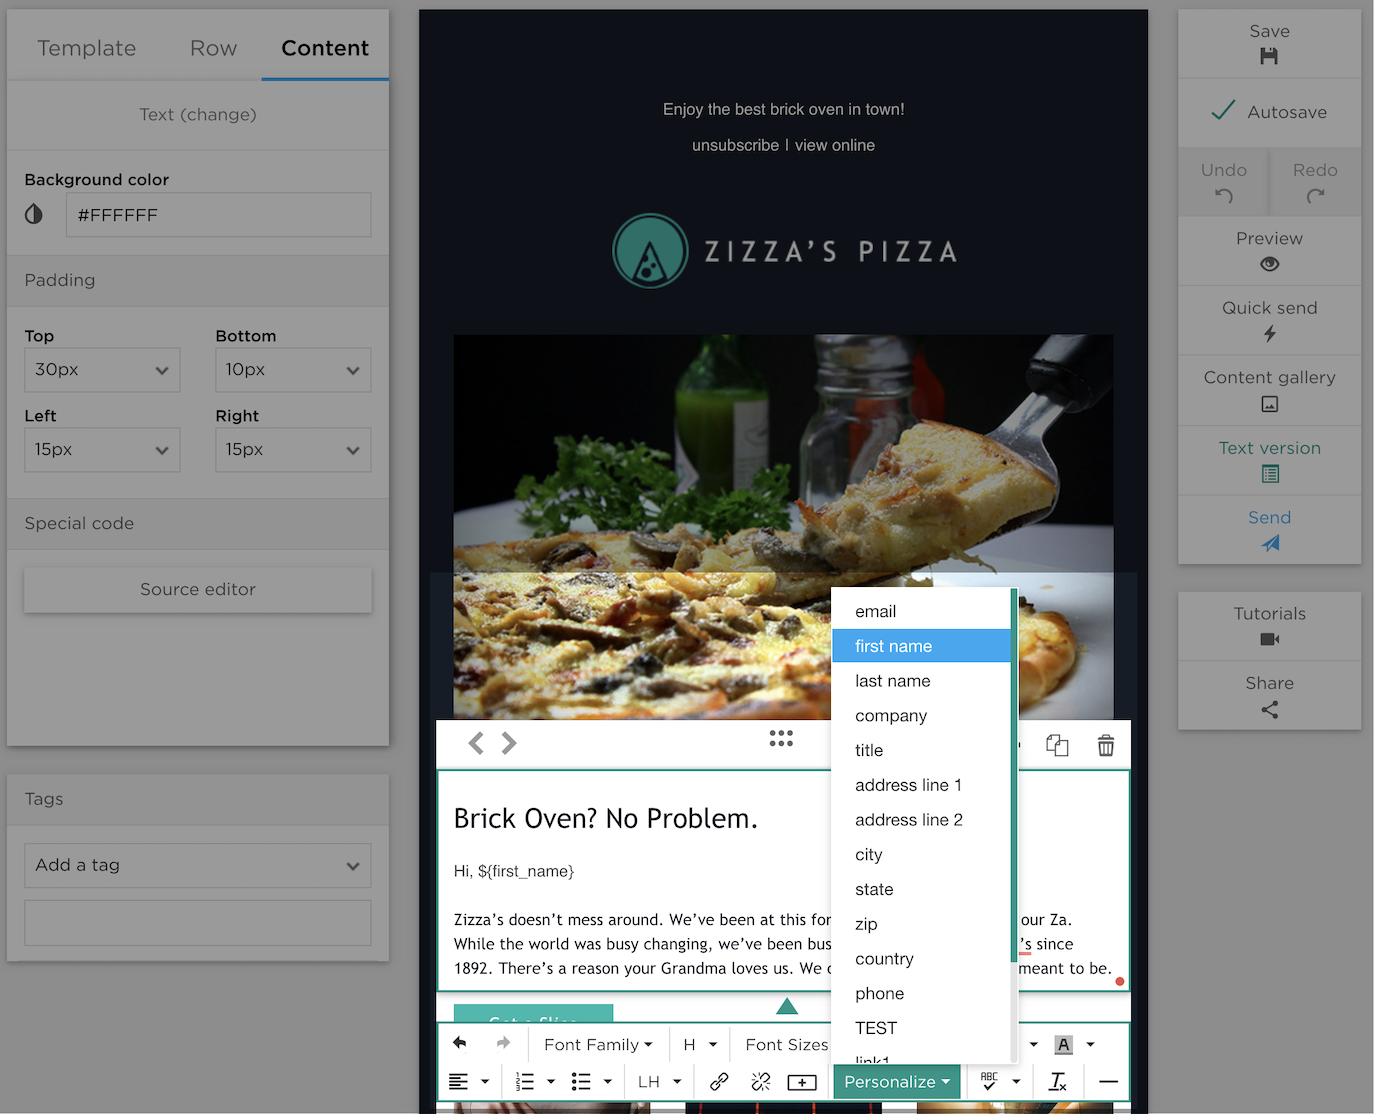 Template Row Content
Text (change)
Background color
#FFFFFF
Padding
Top Bottom
30px 10px
Left Right
15px 15px
Special code
Source editor
Tags
Add a tag
Enjoy the best brick oven in town!
unsubscribe | view online
ZIZZA'S PIZZA
Brick Oven? No Problem.
Hi, ${first_name}
Zizza's doesn't mess around. We've been at this for our Za.
While the world was busy changing, we've been bus 's since
1892. There's a reason your Grandma loves us. We meant to be.
email
first name
last name
company
title
address line 1
address line 2
city
state
zip
country
phone
TEST
link1
Font Family H Font Sizes A
LH Personalize ABC
Save
Autosave
Undo Redo
Preview
Quick send
Content gallery
Text version
Send
Tutorials
Share